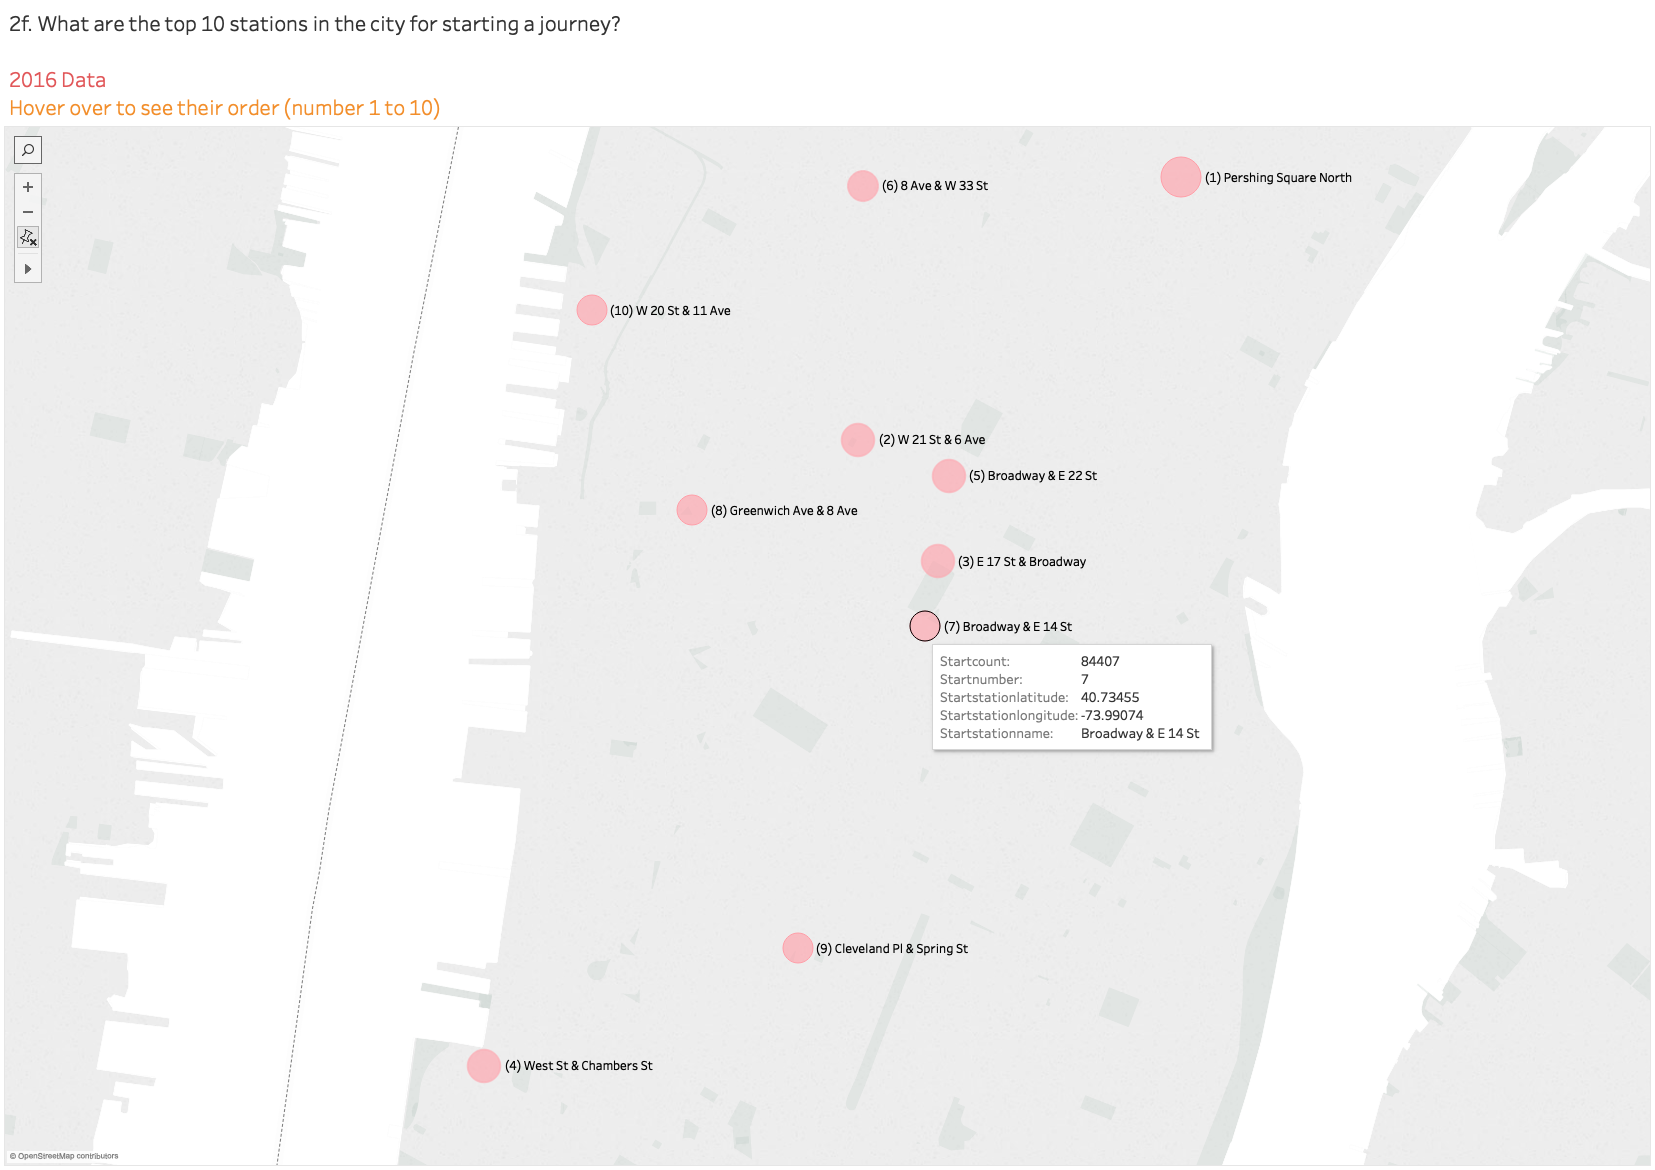 2f. What are the top 10 stations in the city for starting a journey?
2016 Data
Hover over to see their order (number 1 to 10)
(1) Pershing Square North
(6) 8 Ave & W 33 St
(10) W 20 St & 11 Ave
(2) W 21 St & 6 Ave
(5) Broadway & E 22 St
(8) Greenwich Ave & 8 Ave
(3) E 17 St & Broadway
(7) Broadway & E 14 St
Startcount: 84407
Startnumber: 7
Startstationlatitude: 40.73455
Startstationlongitude: -73.99074
Startstationname: Broadway & E 14 St
(9) Cleveland Pl & Spring St
(4) West St & Chambers St
© OpenStreetMap contributors